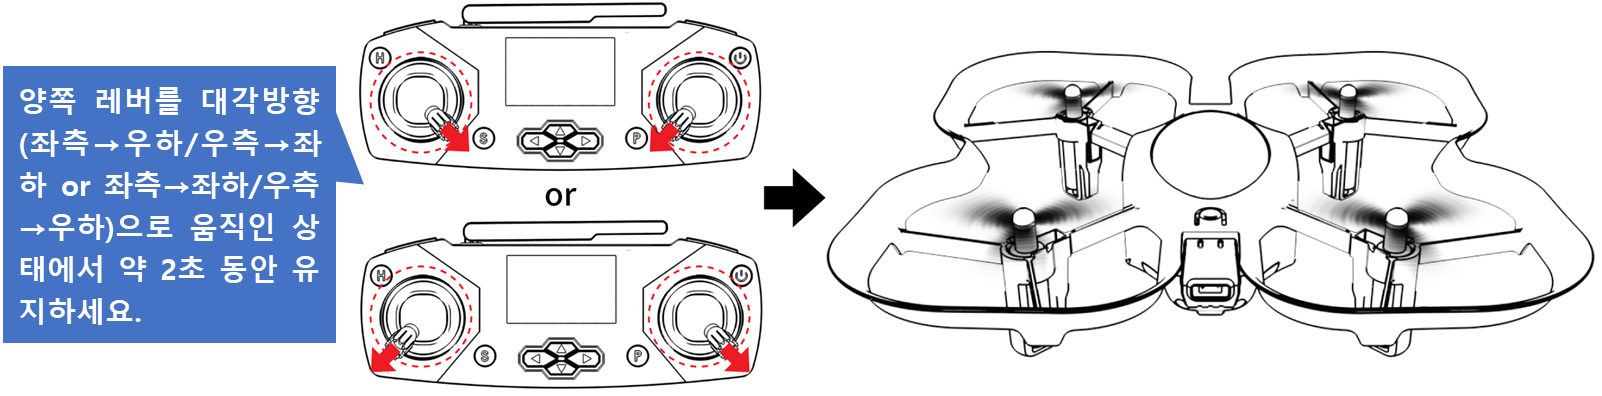 양쪽 레버를 대각방향
(좌측→우하/우측→좌
하 or 좌측→좌하/우측
→우하)으로 움직인 상
태에서 약 2초 동안 유
지하세요.
H
S
P
or
H
S
P